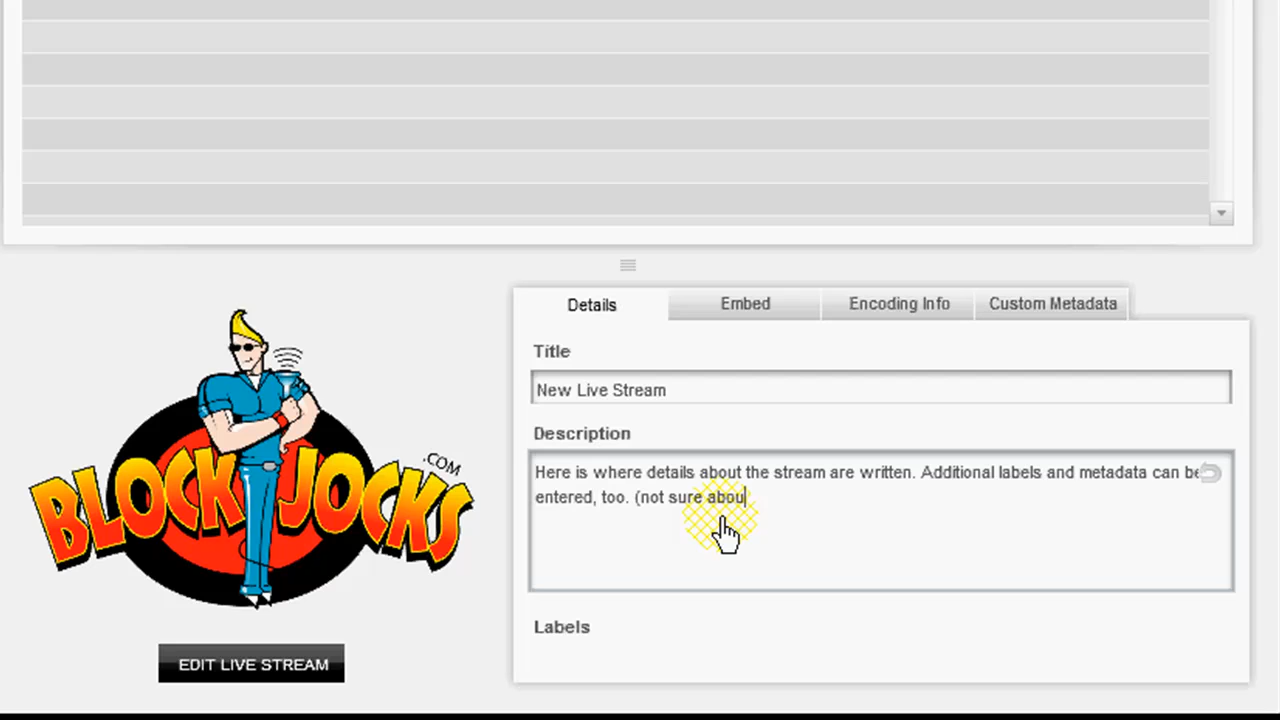 Details
Embed
Encoding Info
Custom Metadata
Title
New Live Stream
Description
Here is where details about the stream are written. Additional labels and metadata can be
entered, too. (not sure abou
Labels
BLOCK JOCKS
.COM
EDIT LIVE STREAM